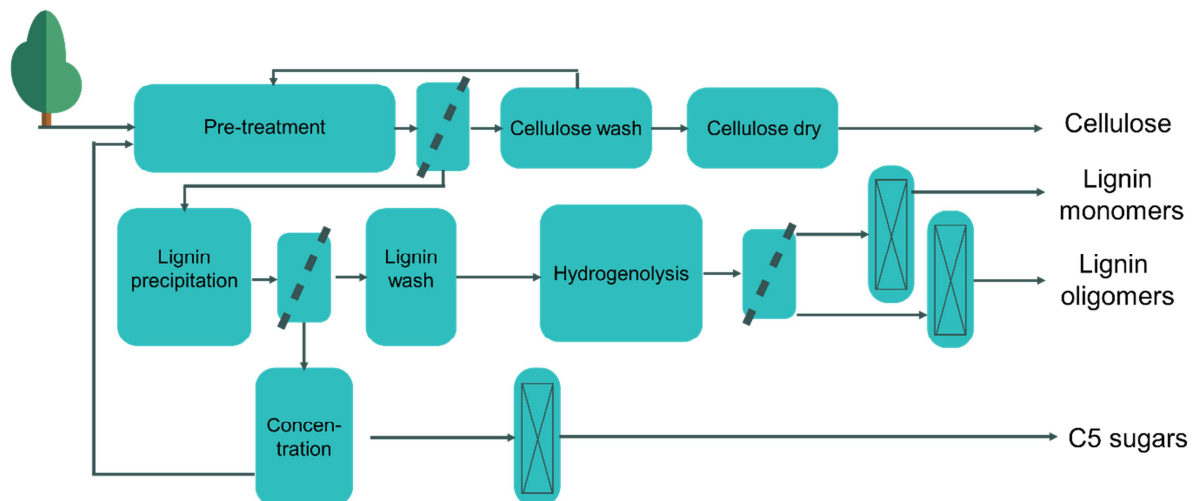 Pre-treatment
Cellulose wash
Cellulose dry
Cellulose
Lignin
monomers
Lignin
precipitation
Lignin
wash
Hydrogenolysis
Lignin
oligomers
Concen-
tration
C5 sugars